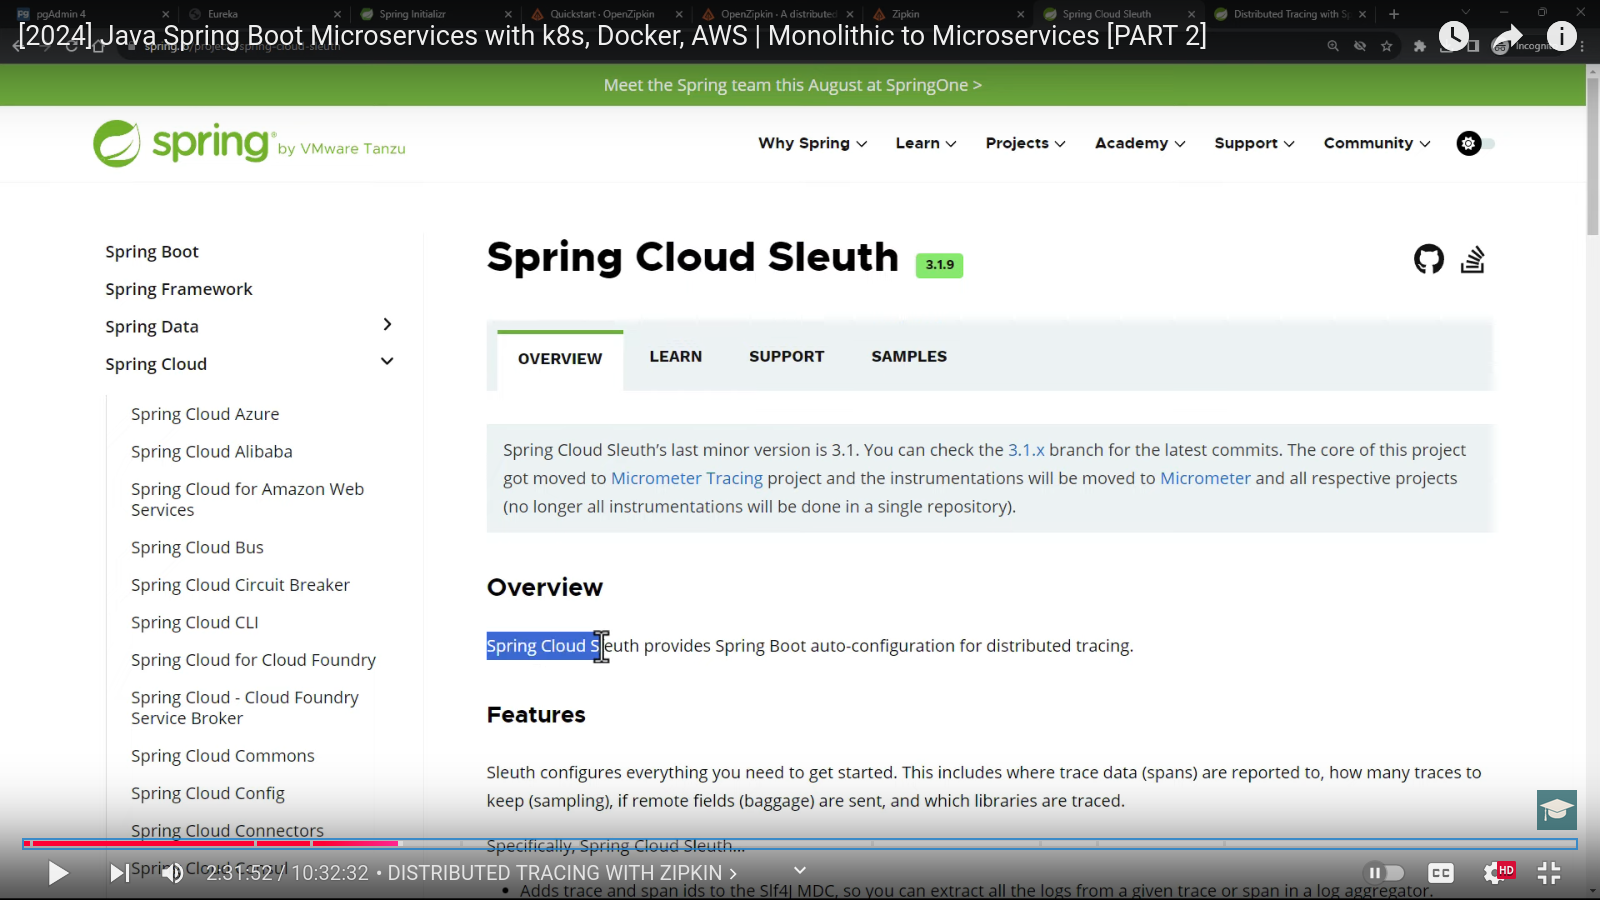 pgAdmin 4
Eureka
Spring Initializr
Quickstart · OpenZipkin
OpenZipkin · A distributed
Zipkin
Spring Cloud Sleuth
Distributed Tracing with Sp
[2024] Java Spring Boot Microservices with k8s, Docker, AWS | Monolithic to Microservices [PART 2]
Meet the Spring team this August at SpringOne >
spring by VMware Tanzu
Why Spring
Learn
Projects
Academy
Support
Community
Spring Boot
Spring Framework
Spring Data
Spring Cloud
Spring Cloud Azure
Spring Cloud Alibaba
Spring Cloud for Amazon Web
Services
Spring Cloud Bus
Spring Cloud Circuit Breaker
Spring Cloud CLI
Spring Cloud for Cloud Foundry
Spring Cloud - Cloud Foundry
Service Broker
Spring Cloud Commons
Spring Cloud Config
Spring Cloud Connectors
Spring Cloud Consul
Spring Cloud Sleuth 3.1.9
OVERVIEW
LEARN
SUPPORT
SAMPLES
Spring Cloud Sleuth's last minor version is 3.1. You can check the 3.1.x branch for the latest commits. The core of this project
got moved to Micrometer Tracing project and the instrumentations will be moved to Micrometer and all respective projects
(no longer all instrumentations will be done in a single repository).
Overview
Spring Cloud Sleuth provides Spring Boot auto-configuration for distributed tracing.
Features
Sleuth configures everything you need to get started. This includes where trace data (spans) are reported to, how many traces to
keep (sampling), if remote fields (baggage) are sent, and which libraries are traced.
Specifically, Spring Cloud Sleuth...
• Adds trace and span ids to the Slf4J MDC, so you can extract all the logs from a given trace or span in a log aggregator.
2:31:52 / 10:32:32 • DISTRIBUTED TRACING WITH ZIPKIN >
CC
HD